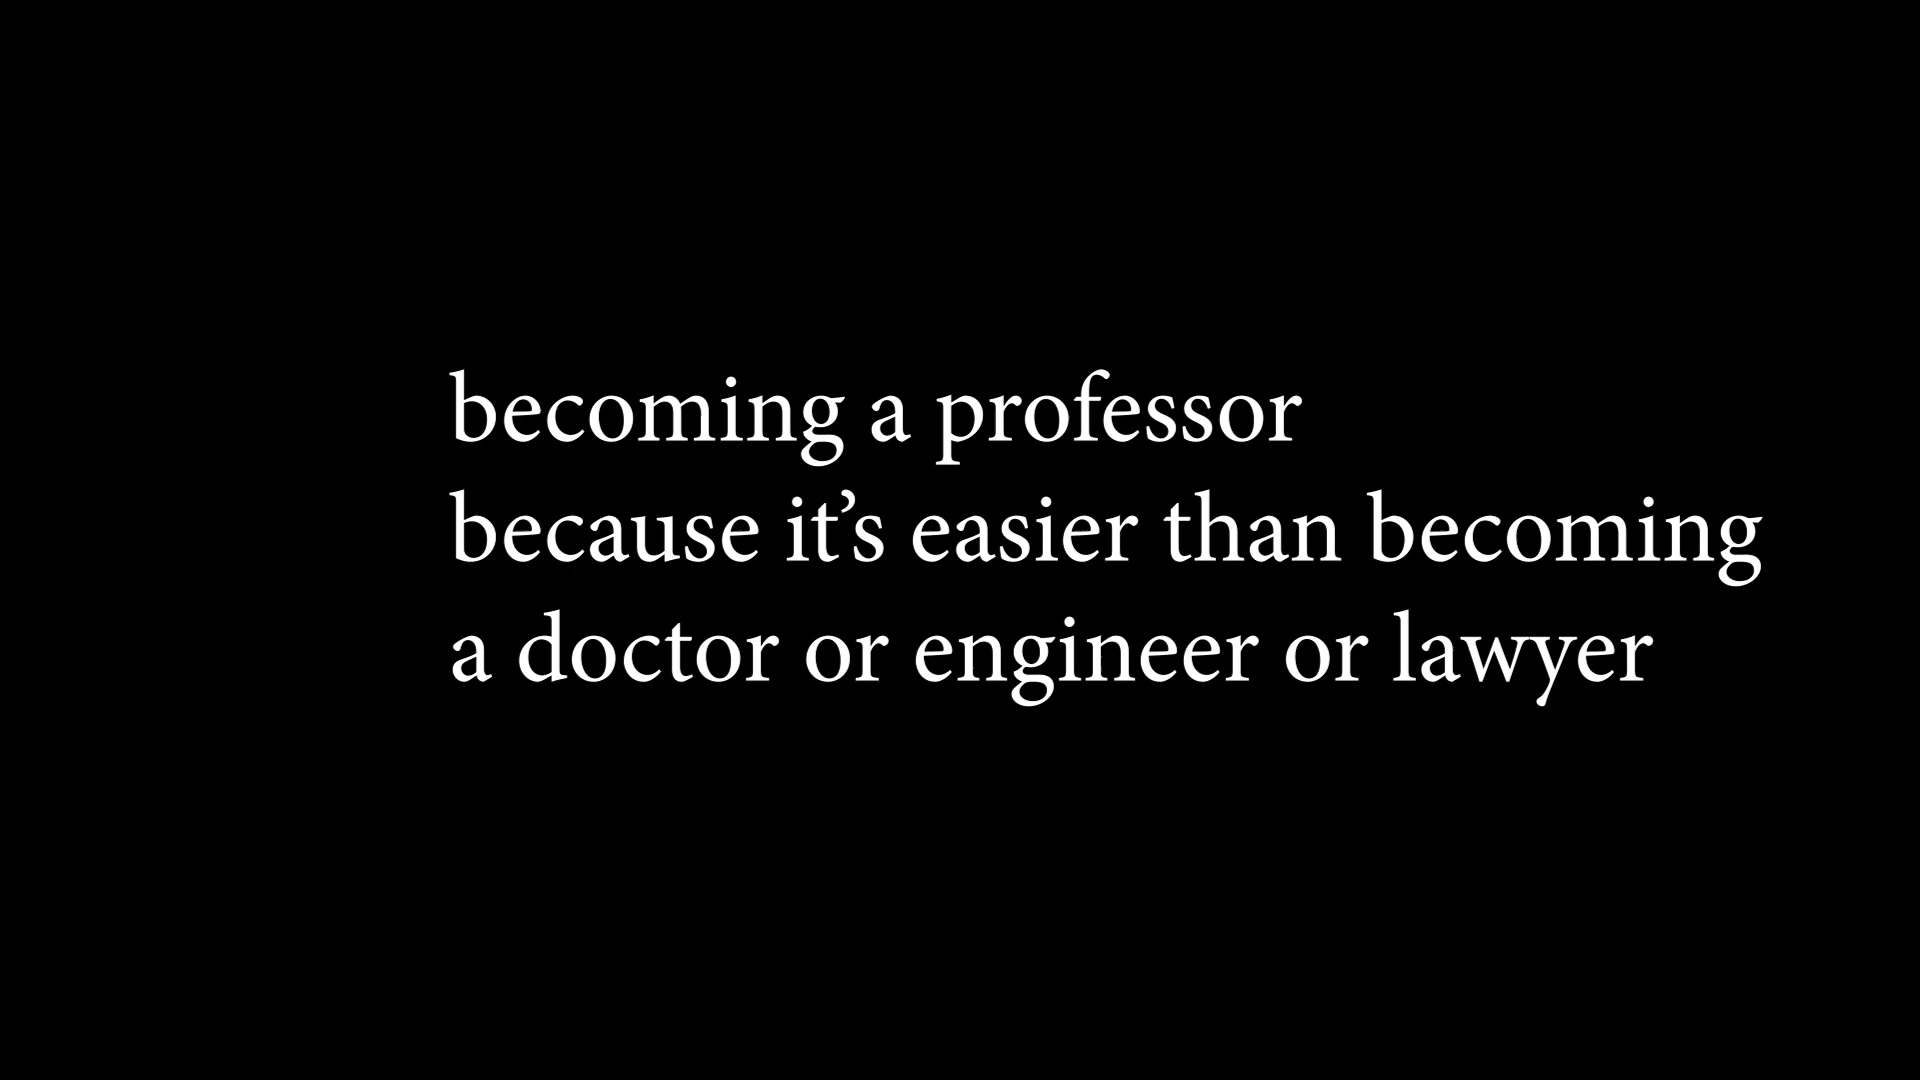 becoming a professor
because it’s easier than becoming
a doctor or engineer or lawyer